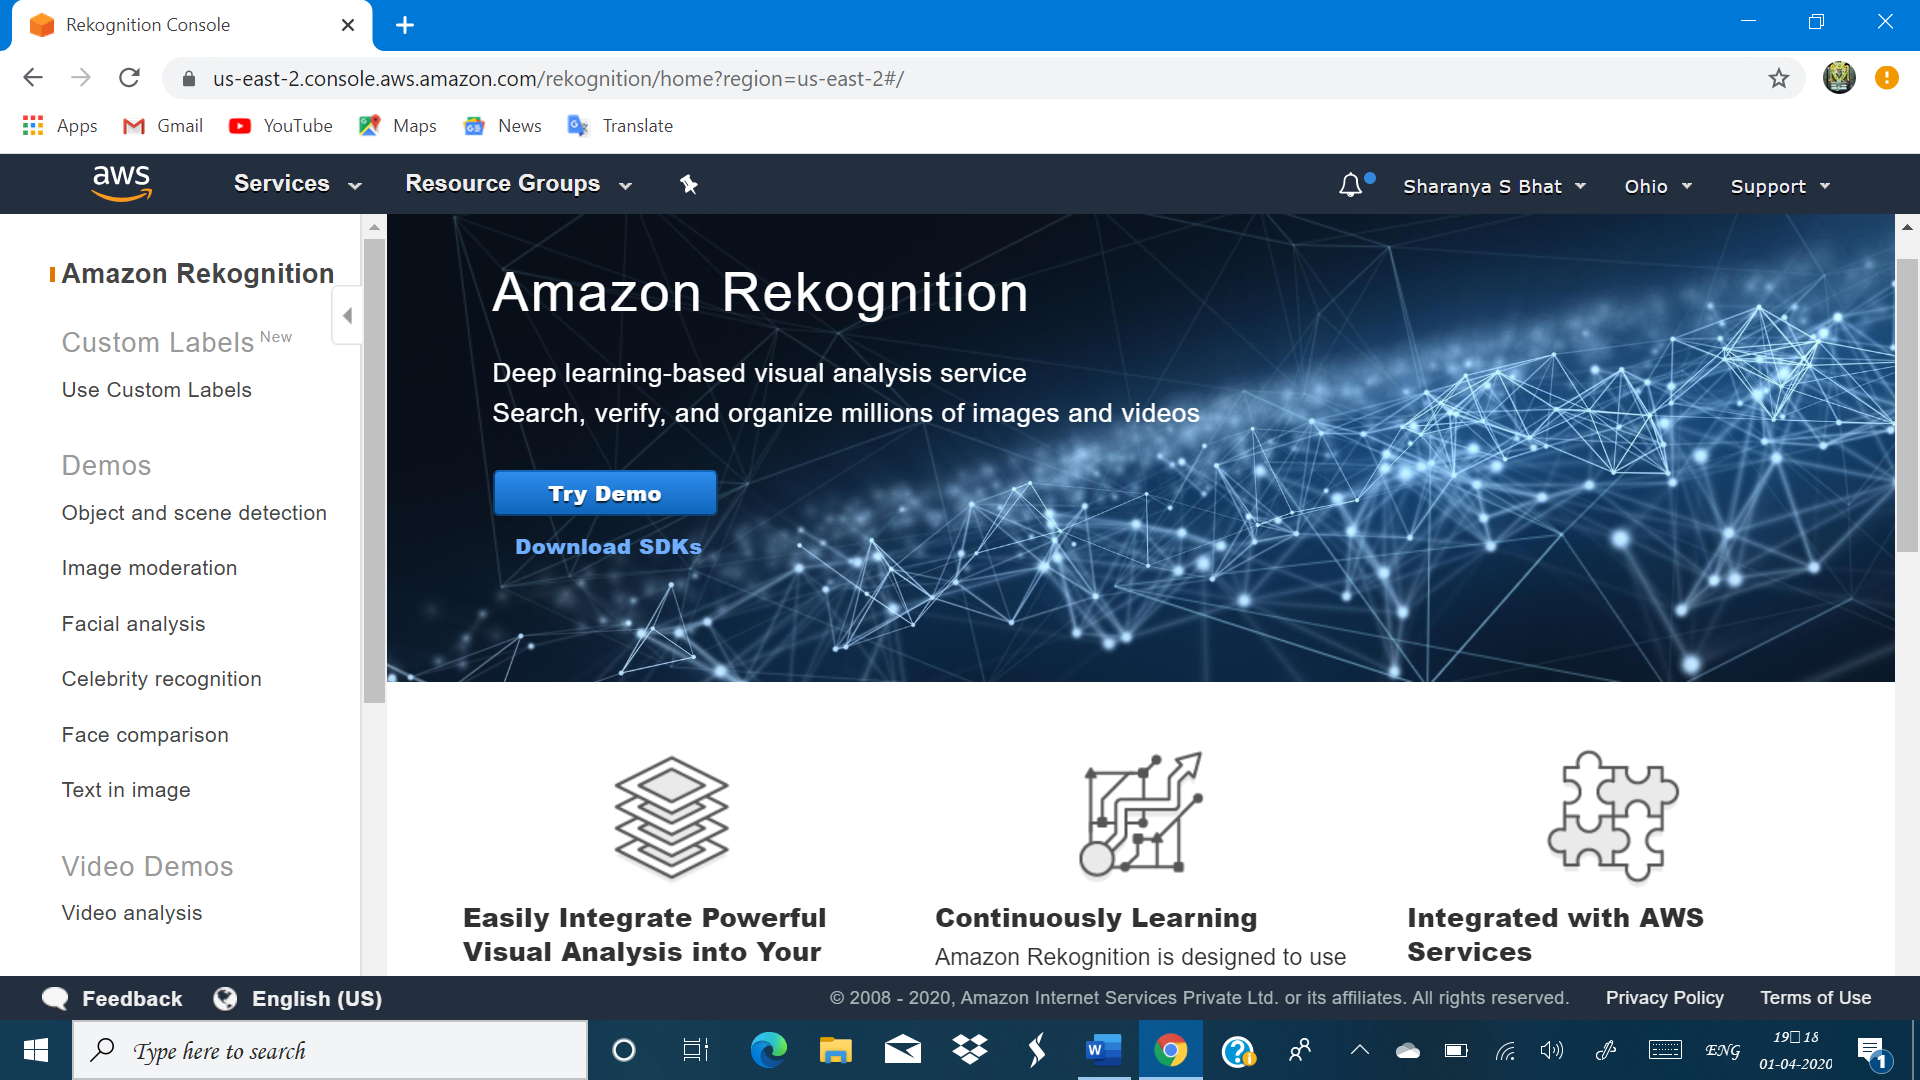 Rekognition Console
us-east-2.console.aws.amazon.com/rekognition/home?region=us-east-2#/
Apps Gmail YouTube Maps News Translate
aws Services Resource Groups Sharanya S Bhat Ohio Support
Amazon Rekognition
Custom Labels New
Use Custom Labels
Demos
Object and scene detection
Image moderation
Facial analysis
Celebrity recognition
Face comparison
Text in image
Video Demos
Video analysis
Amazon Rekognition
Deep learning-based visual analysis service
Search, verify, and organize millions of images and videos
Try Demo
Download SDKs
Easily Integrate Powerful
Visual Analysis into Your
Continuously Learning
Amazon Rekognition is designed to use
Integrated with AWS
Services
Feedback English (US) © 2008 - 2020, Amazon Internet Services Private Ltd. or its affiliates. All rights reserved. Privacy Policy Terms of Use
Type here to search
ENG
19 18
01-04-2020
1